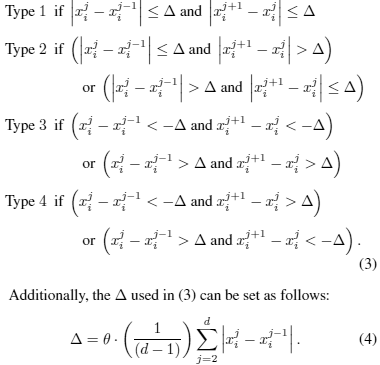 Type 1 if |x_i^j − x_i^{j−1}| ≤ Δ and |x_i^{j+1} − x_i^j| ≤ Δ
Type 2 if (|x_i^j − x_i^{j−1}| ≤ Δ and |x_i^{j+1} − x_i^j| > Δ)
or (|x_i^j − x_i^{j−1}| > Δ and |x_i^{j+1} − x_i^j| ≤ Δ)
Type 3 if (x_i^j − x_i^{j−1} < −Δ and x_i^{j+1} − x_i^j < −Δ)
or (x_i^j − x_i^{j−1} > Δ and x_i^{j+1} − x_i^j > Δ)
Type 4 if (x_i^j − x_i^{j−1} < −Δ and x_i^{j+1} − x_i^j > Δ)
or (x_i^j − x_i^{j−1} > Δ and x_i^{j+1} − x_i^j < −Δ).
(3)
Additionally, the Δ used in (3) can be set as follows:
Δ = θ · (1/(d − 1)) ∑_{j=2}^{d} |x_i^j − x_i^{j−1}|. (4)